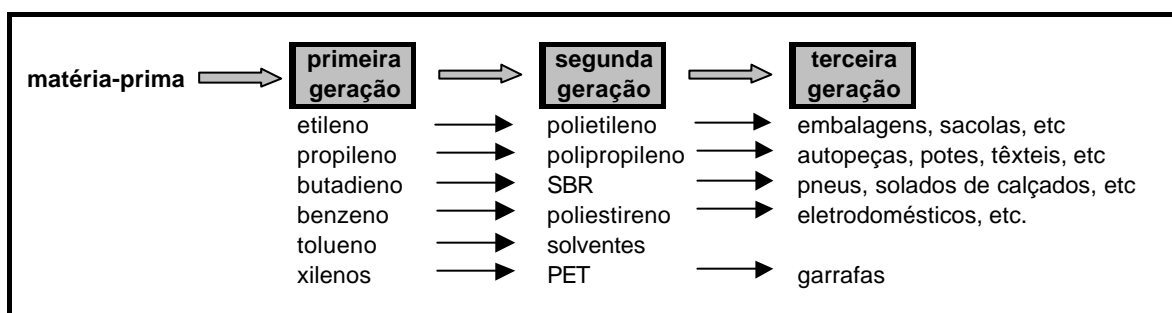 matéria-prima
primeira
geração
segunda
geração
terceira
geração
etileno polietileno embalagens, sacolas, etc
propileno polipropileno autopeças, potes, têxteis, etc
butadieno SBR pneus, solados de calçados, etc
benzeno poliestireno eletrodomésticos, etc.
tolueno solventes
xilenos PET garrafas